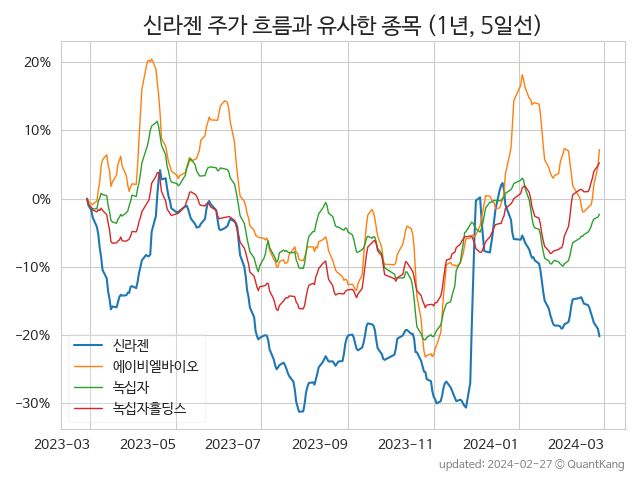 신라젠 주가 흐름과 유사한 종목 (1년, 5일선)
20%
10%
0%
−10%
−20%
−30%
신라젠
에이비엘바이오
녹십자
녹십자홀딩스
2023-03 2023-05 2023-07 2023-09 2023-11 2024-01 2024-03
updated: 2024-02-27 © QuantKang